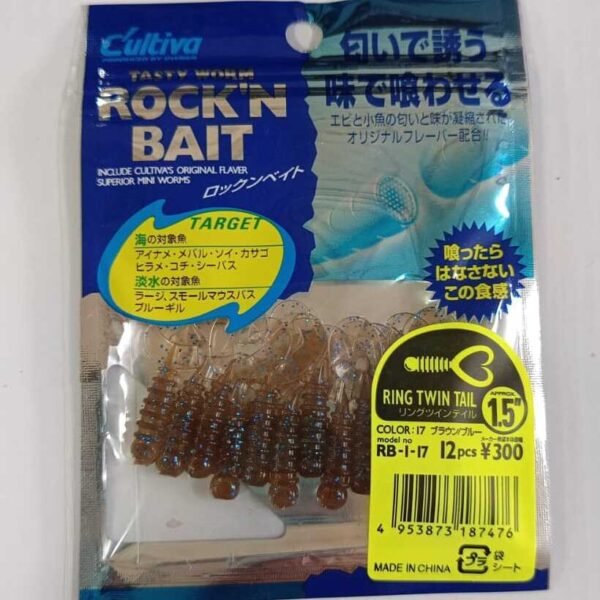 Cultiva
PRODUCED BY OWNER
TASTY WORM
ROCK'N
BAIT
INCLUDE CULTIVA'S ORIGINAL FLAVER
SUPERIOR MINI WORMS
ロックンベイト
匂いで誘う
味で喰わせる
エビと小魚の匂いと味が凝縮された
オリジナルフレーバー配合!!
TARGET
海の対象魚
アイナメ・メバル・ソイ・カサゴ
ヒラメ・コチ・シーバス
淡水の対象魚
ラージ、スモールマウスバス
ブルーギル
喰ったら
はなさない
この食感
RING TWIN TAIL
リングツインテイル
APPROX.
1.5"
COLOR: 17 ブラウン/ブルー
model no
RB-1-17 12pcs ¥300
4 953873 187476
MADE IN CHINA
プラ
袋
シート